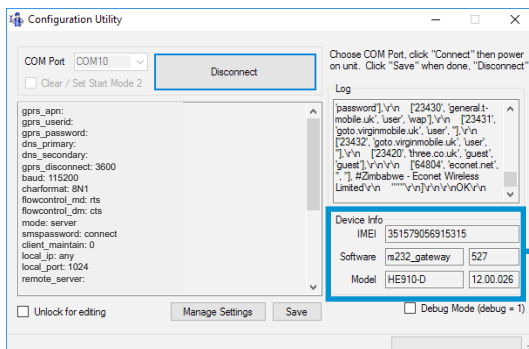 Configuration Utility
COM Port COM10
Clear / Set Start Mode 2
Disconnect
Choose COM Port, click "Connect" then power
on unit. Click "Save" when done, "Disconnect"
gprs_apn:
gprs_userid:
gprs_password:
dns_primary:
dns_secondary:
gprs_disconnect: 3600
baud: 115200
charformat: 8N1
flowcontrol_md: rts
flowcontrol_dm: cts
mode: server
smspassword: connect
client_maintain: 0
local_ip: any
local_port: 1024
remote_server:
Log
'password'],\r\n ['23430', 'general.t-
mobile.uk', 'user', 'wap'],\r\n ['23431',
'goto.virginmobile.uk', 'user', ''],\r\n
['23432', 'goto.virginmobile.uk', 'user',
''],\r\n ['23420', 'three.co.uk', 'guest',
'guest'],\r\n\r\n ['64804', 'econet.net',
'', ''], #Zimbabwe - Econet Wireless
Limited\r\n """\r\n]\r\n\r\nOK\r\n
Device Info
IMEI 351579056915315
Software rs232_gateway 527
Model HE910-D 12.00.026
Unlock for editing
Manage Settings
Save
Debug Mode (debug = 1)